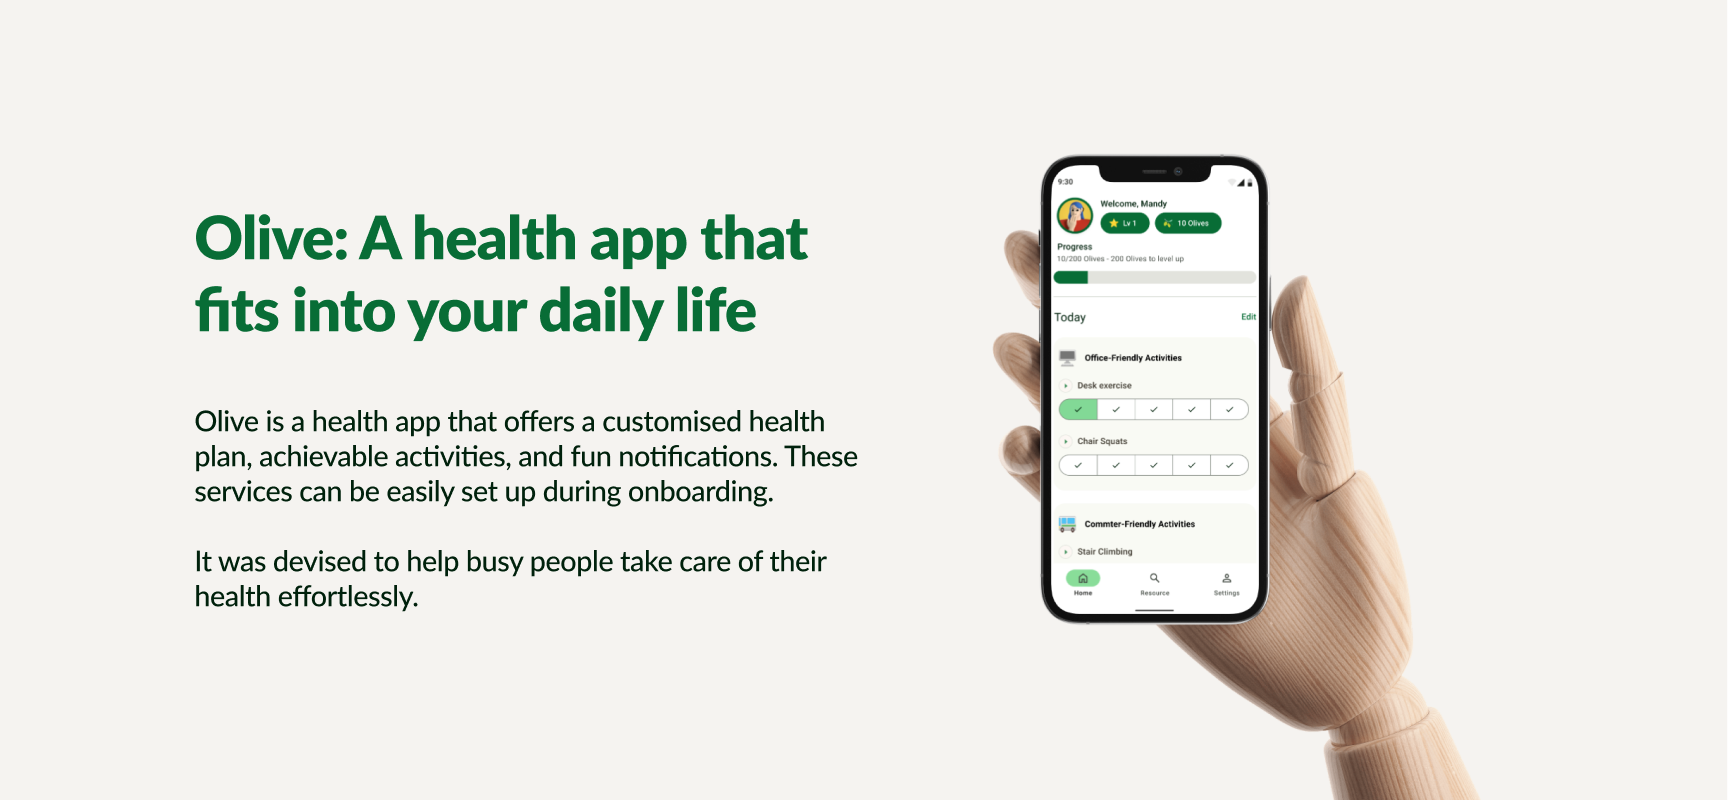 Olive: A health app that
fits into your daily life
Olive is a health app that offers a customised health
plan, achievable activities, and fun notifications. These
services can be easily set up during onboarding.
It was devised to help busy people take care of their
health effortlessly.
9:30
Welcome, Mandy
Lv 1
10 Olives
Progress
10/200 Olives - 200 Olives to level up
Today
Edit
Office-Friendly Activities
Desk exercise
Chair Squats
Commter-Friendly Activities
Stair Climbing
Home
Resource
Settings